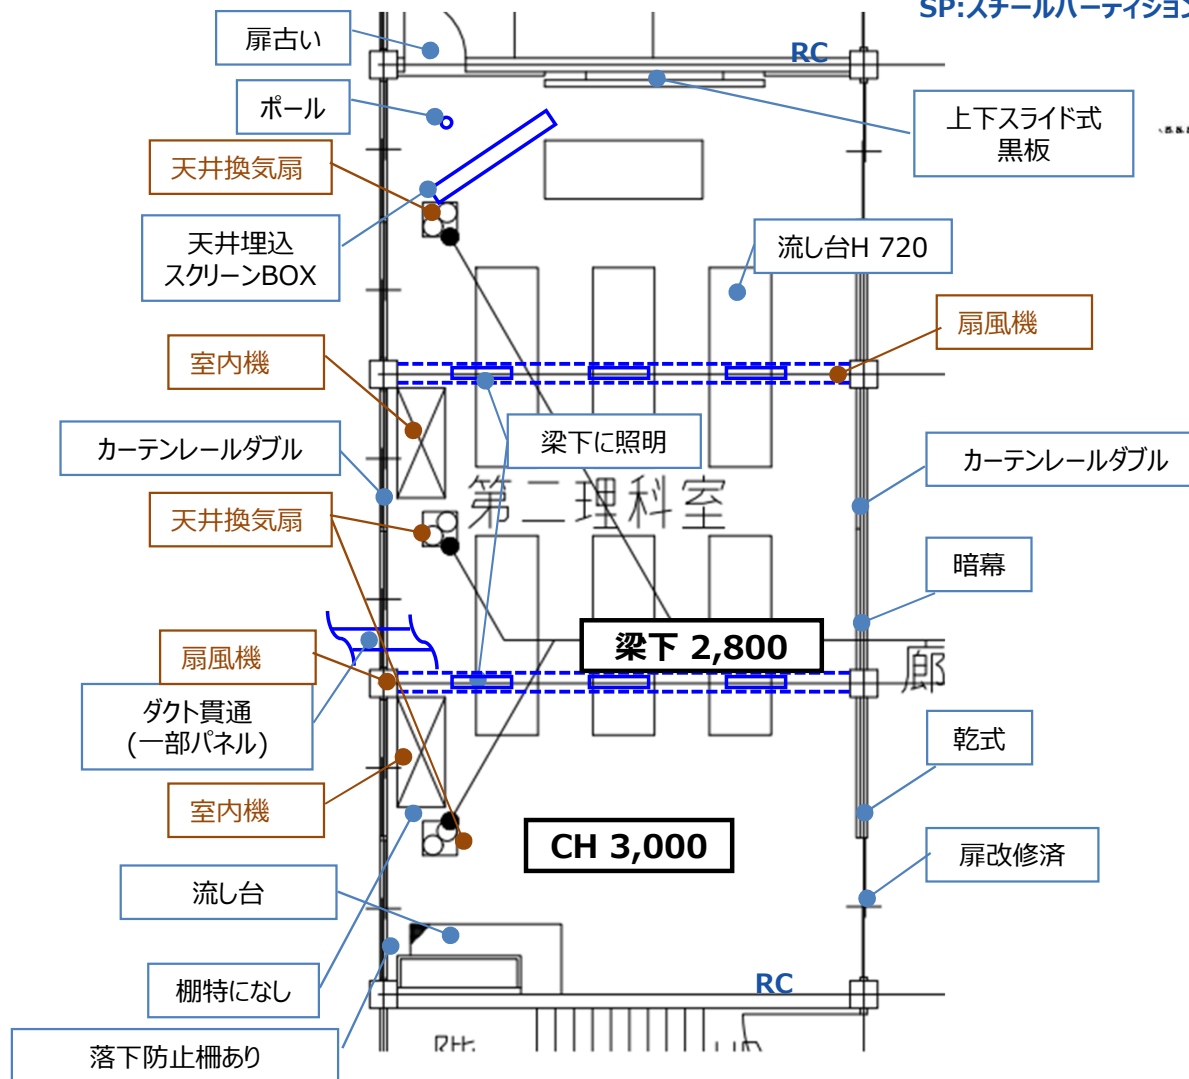 SP:スチールパーティション
扉古い
RC
ポール
上下スライド式
黒板
天井換気扇
天井埋込
スクリーンBOX
流し台H 720
扇風機
室内機
カーテンレールダブル
梁下に照明
カーテンレールダブル
第二理科室
天井換気扇
暗幕
梁下 2,800
扇風機
廊
ダクト貫通
(一部パネル)
乾式
室内機
CH 3,000
扉改修済
流し台
棚特になし
RC
落下防止柵あり